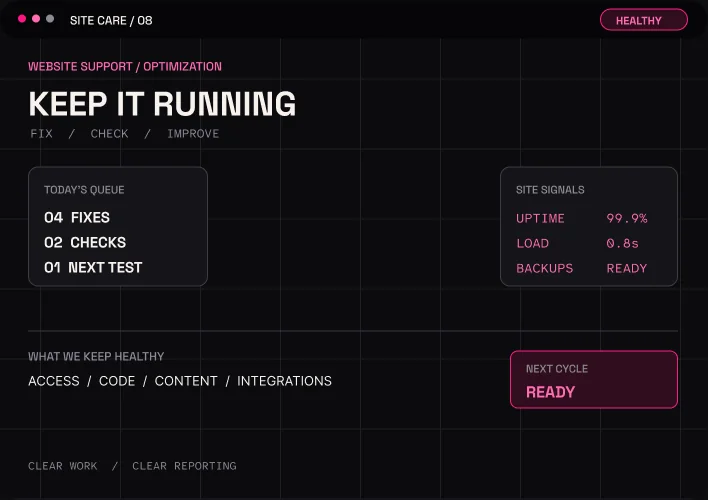 SITE CARE / 08
HEALTHY
WEBSITE SUPPORT / OPTIMIZATION
KEEP IT RUNNING
FIX / CHECK / IMPROVE
TODAY'S QUEUE
04 FIXES
02 CHECKS
01 NEXT TEST
SITE SIGNALS
UPTIME 99.9%
LOAD 0.8s
BACKUPS READY
WHAT WE KEEP HEALTHY
ACCESS / CODE / CONTENT / INTEGRATIONS
NEXT CYCLE
READY
CLEAR WORK / CLEAR REPORTING